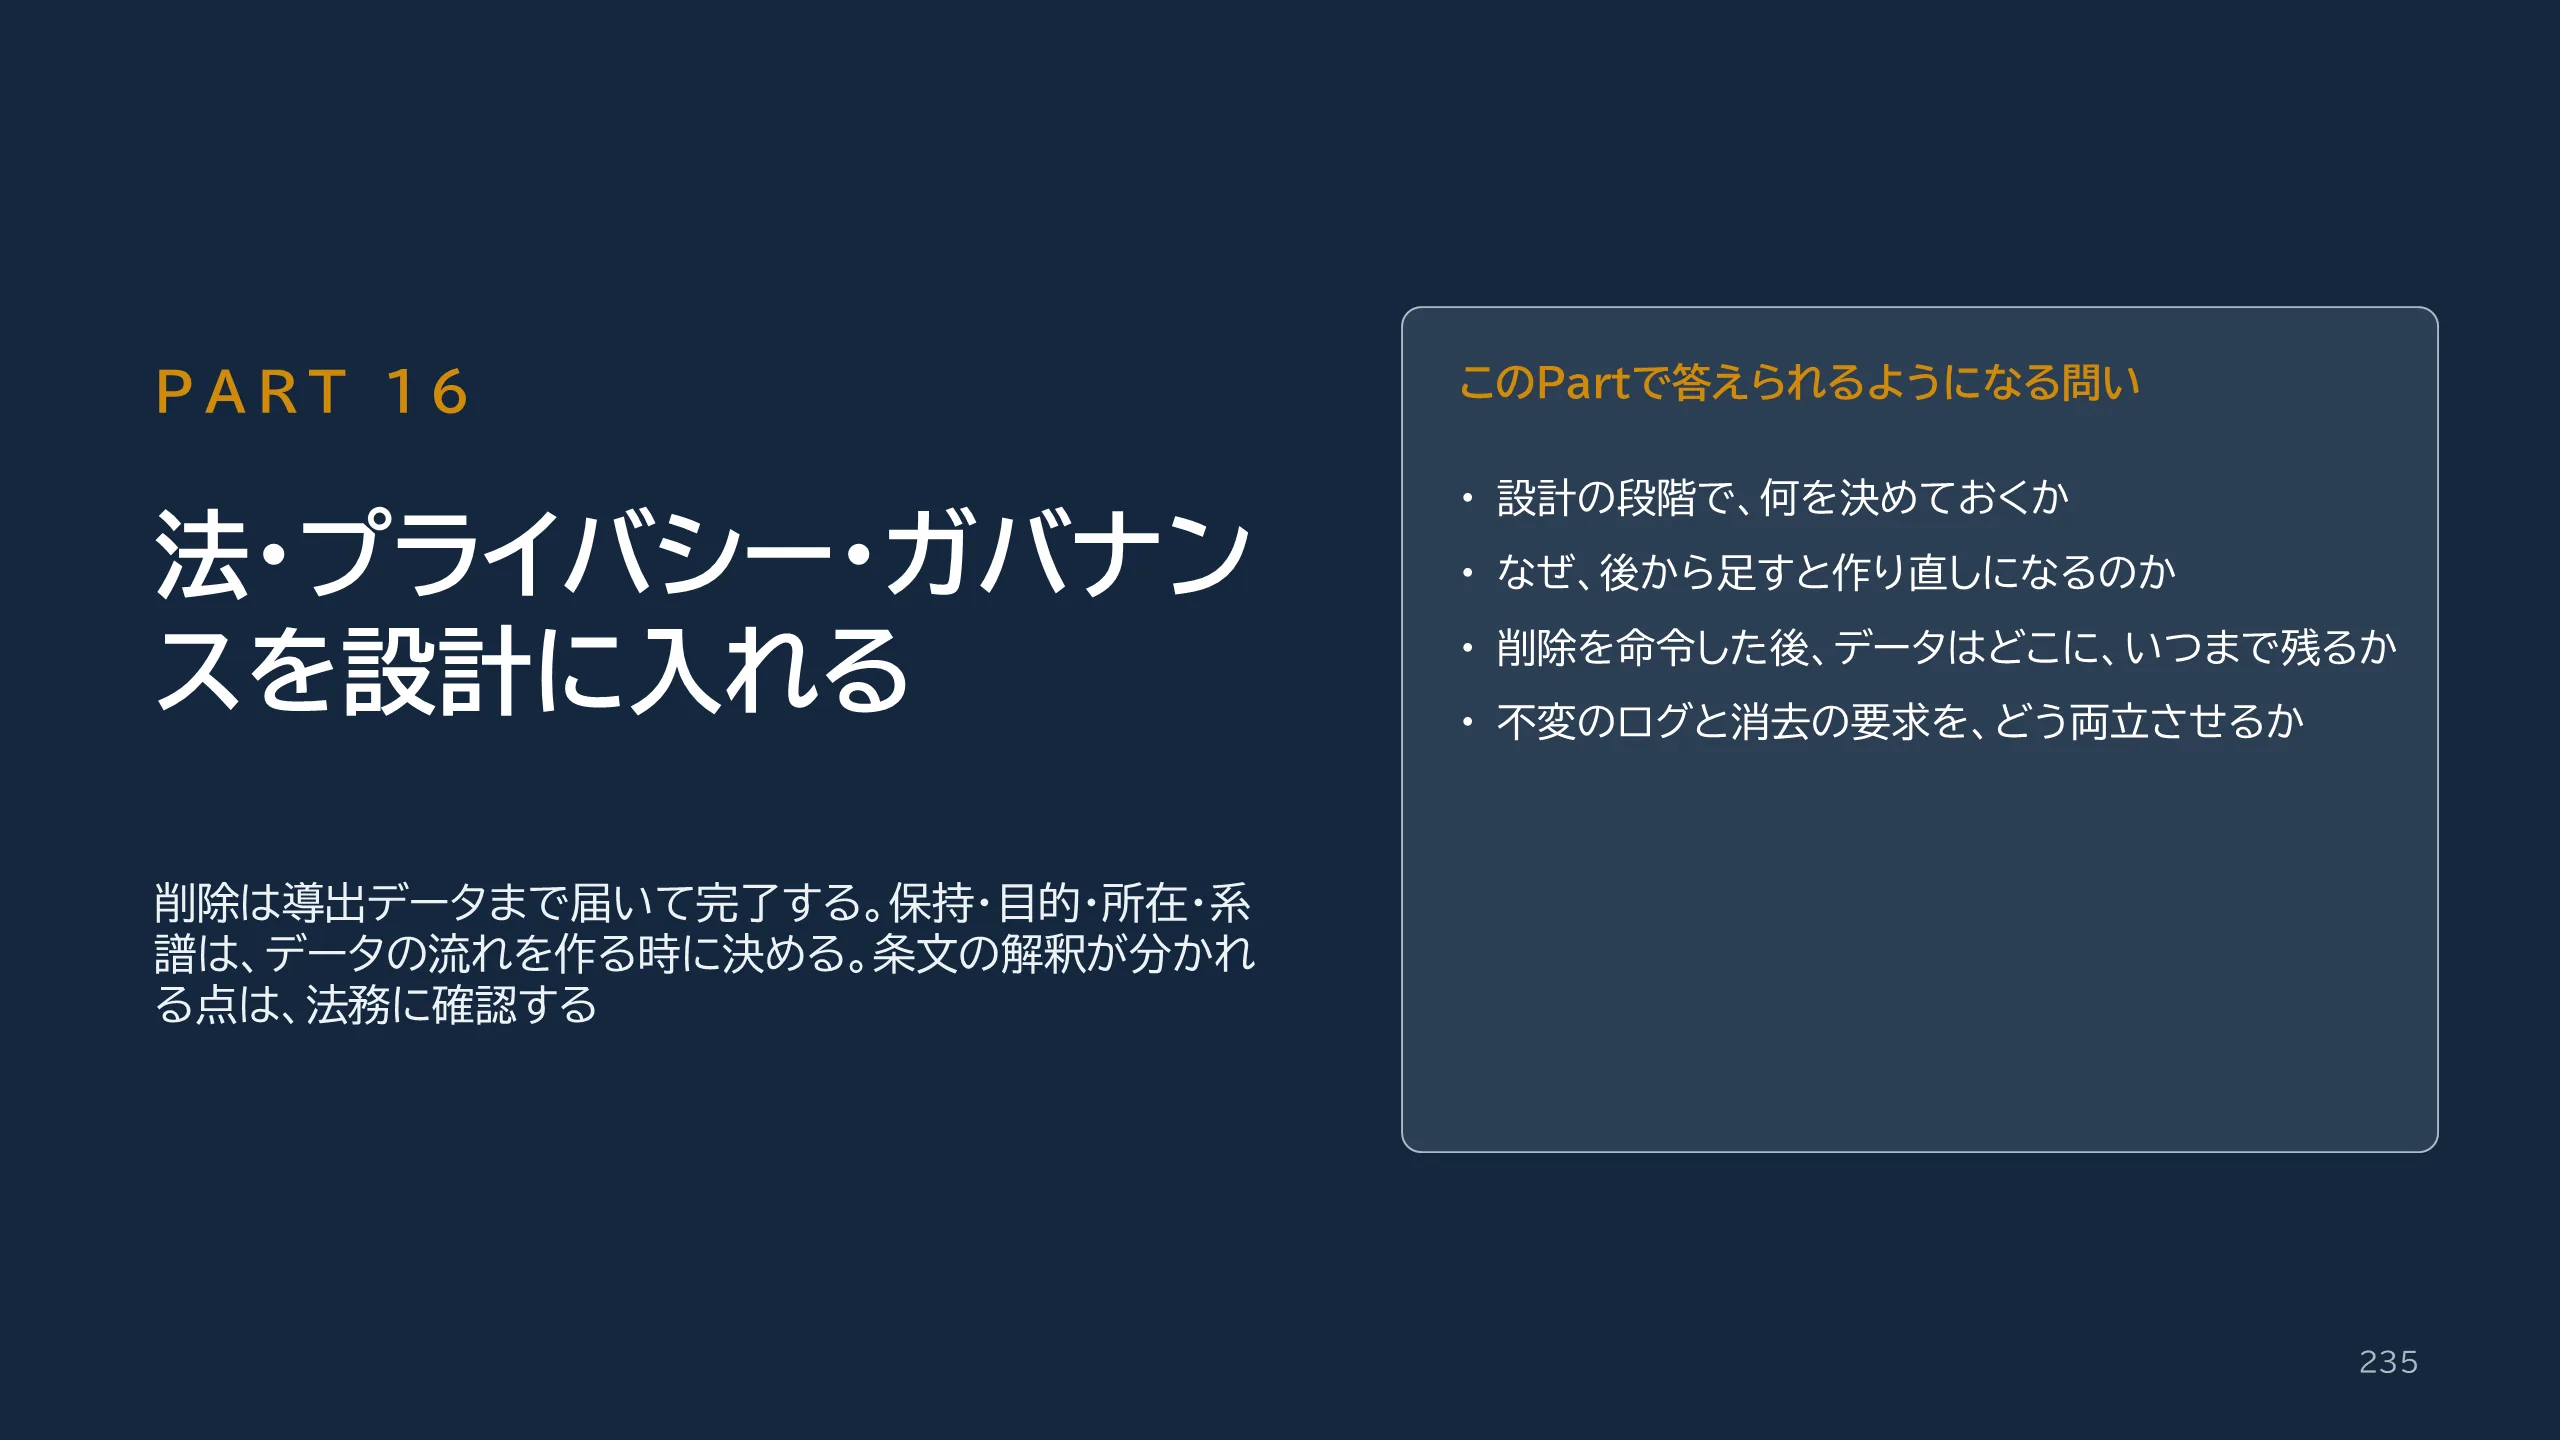 PART 16
法・プライバシー・ガバナン
スを設計に入れる
削除は導出データまで届いて完了する。保持・目的・所在・系
譜は、データの流れを作る時に決める。条文の解釈が分かれ
る点は、法務に確認する
このPartで答えられるようになる問い
• 設計の段階で、何を決めておくか
• なぜ、後から足すと作り直しになるのか
• 削除を命令した後、データはどこに、いつまで残るか
• 不変のログと消去の要求を、どう両立させるか
235